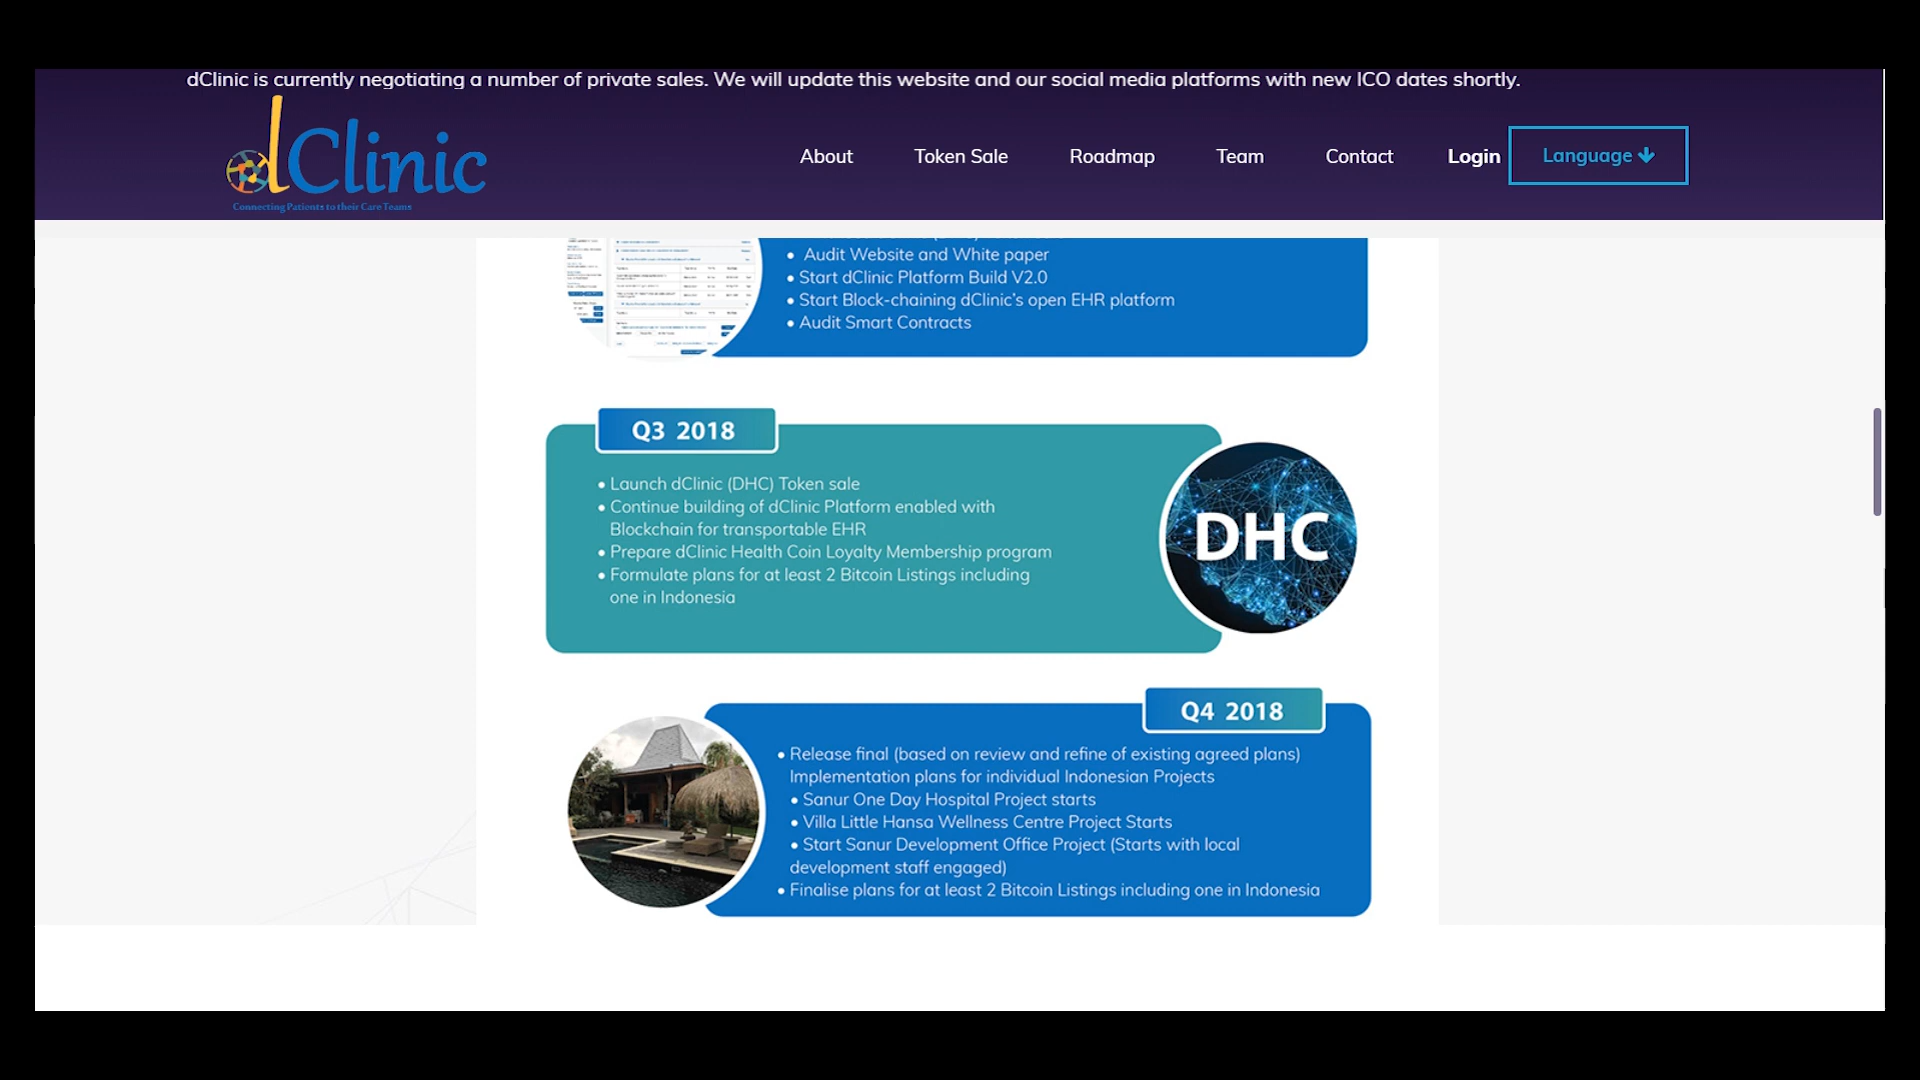 dClinic is currently negotiating a number of private sales. We will update this website and our social media platforms with new ICO dates shortly.
dClinic
Connecting Patients to their Care Teams
About Token Sale Roadmap Team Contact Login Language
• Audit Website and White paper
• Start dClinic Platform Build V2.0
• Start Block-chaining dClinic's open EHR platform
• Audit Smart Contracts
Q3 2018
• Launch dClinic (DHC) Token sale
• Continue building of dClinic Platform enabled with
Blockchain for transportable EHR
• Prepare dClinic Health Coin Loyalty Membership program
• Formulate plans for at least 2 Bitcoin Listings including
one in Indonesia
DHC
Q4 2018
• Release final (based on review and refine of existing agreed plans)
Implementation plans for individual Indonesian Projects
• Sanur One Day Hospital Project starts
• Villa Little Hansa Wellness Centre Project Starts
• Start Sanur Development Office Project (Starts with local
development staff engaged)
• Finalise plans for at least 2 Bitcoin Listings including one in Indonesia